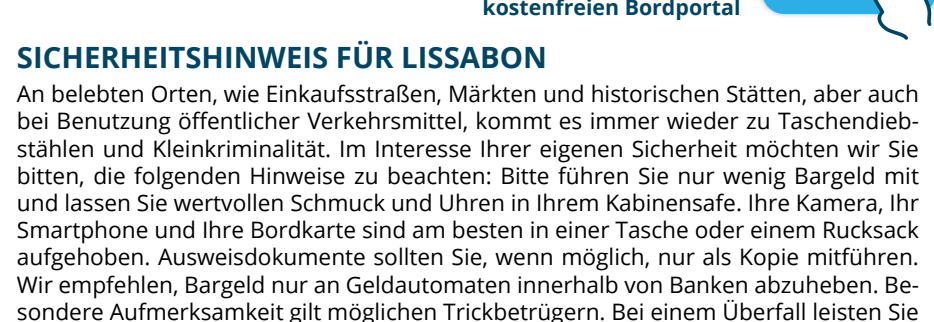 kostenfreien Bordportal
SICHERHEITSHINWEIS FÜR LISSABON
An belebten Orten, wie Einkaufsstraßen, Märkten und historischen Stätten, aber auch
bei Benutzung öffentlicher Verkehrsmittel, kommt es immer wieder zu Taschendieb-
stählen und Kleinkriminalität. Im Interesse Ihrer eigenen Sicherheit möchten wir Sie
bitten, die folgenden Hinweise zu beachten: Bitte führen Sie nur wenig Bargeld mit
und lassen Sie wertvollen Schmuck und Uhren in Ihrem Kabinensafe. Ihre Kamera, Ihr
Smartphone und Ihre Bordkarte sind am besten in einer Tasche oder einem Rucksack
aufgehoben. Ausweisdokumente sollten Sie, wenn möglich, nur als Kopie mitführen.
Wir empfehlen, Bargeld nur an Geldautomaten innerhalb von Banken abzuheben. Be-
sondere Aufmerksamkeit gilt möglichen Trickbetrügern. Bei einem Überfall leisten Sie